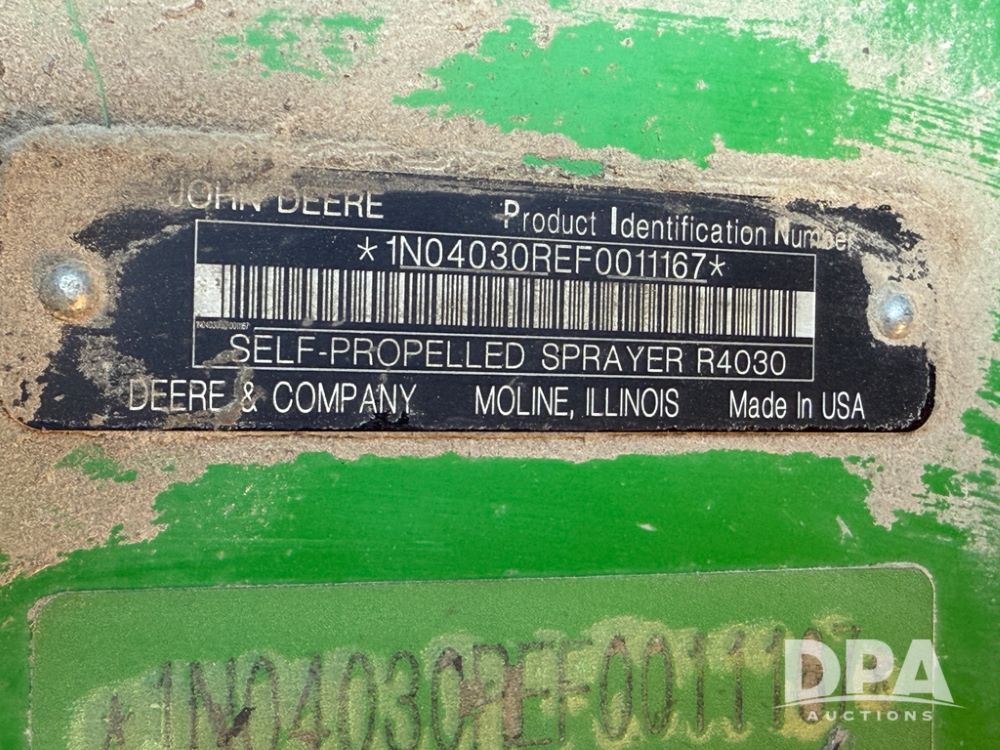 JOHN DEERE Product Identification Number
*1N04030REF0011167*
SELF-PROPELLED SPRAYER R4030
DEERE & COMPANY MOLINE, ILLINOIS Made In USA
*1N04030REF0011167
DPA
AUCTIONS